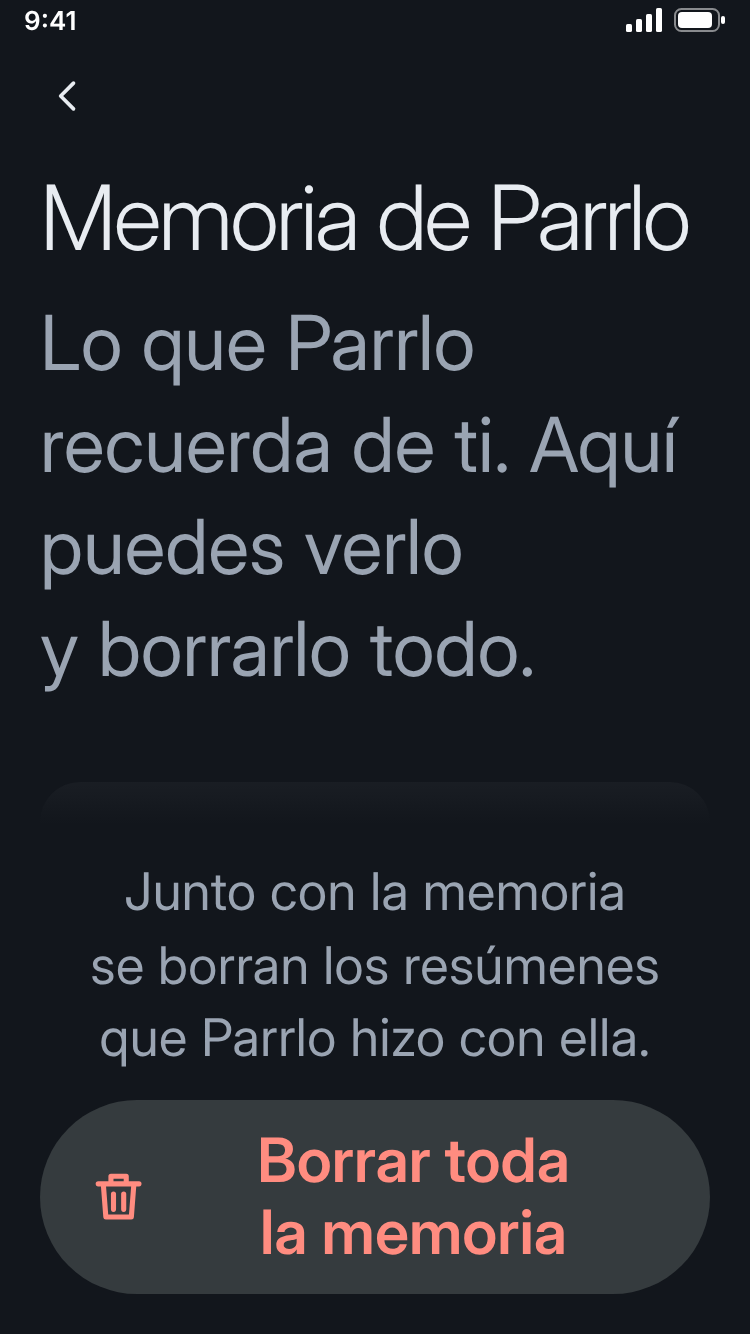 9:41
Memoria de Parrlo
Lo que Parrlo
recuerda de ti. Aquí
puedes verlo
y borrarlo todo.
Junto con la memoria
se borran los resúmenes
que Parrlo hizo con ella.
Borrar toda
la memoria